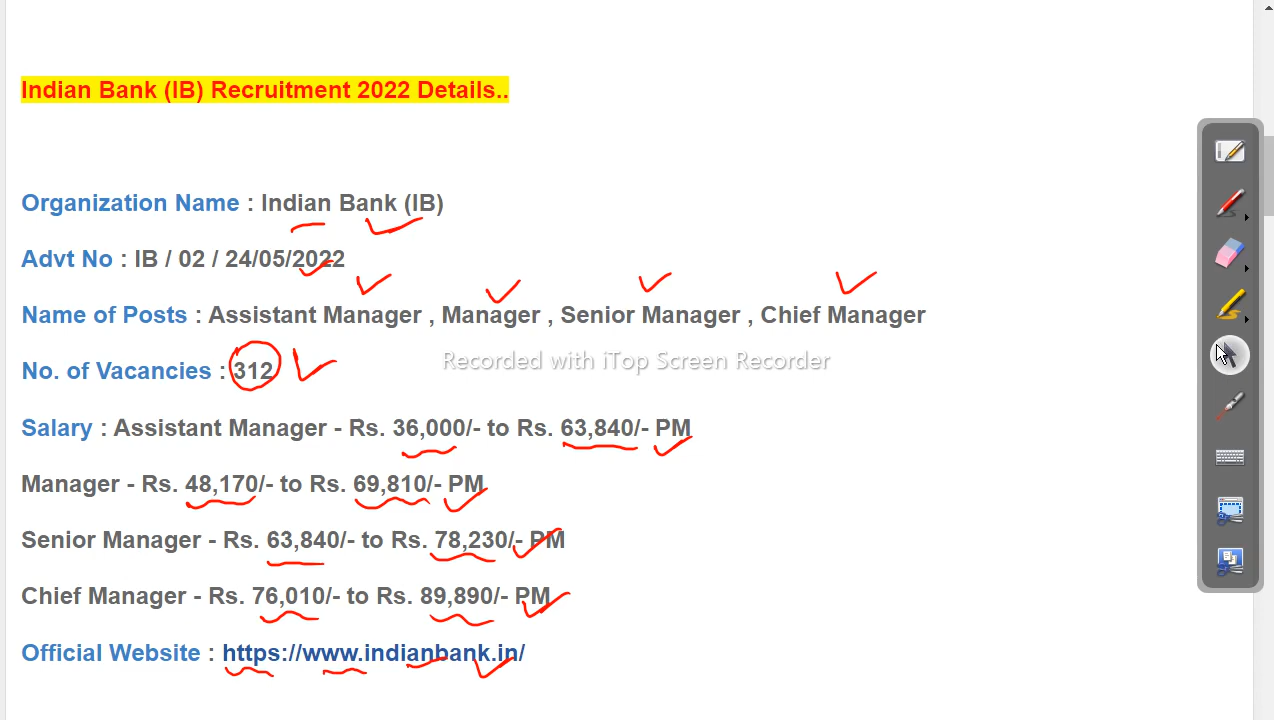 Indian Bank (IB) Recruitment 2022 Details..
Organization Name : Indian Bank (IB)
Advt No : IB / 02 / 24/05/2022
Name of Posts : Assistant Manager , Manager , Senior Manager , Chief Manager
Recorded with iTop Screen Recorder
No. of Vacancies : 312
Salary : Assistant Manager - Rs. 36,000/- to Rs. 63,840/- PM
Manager - Rs. 48,170/- to Rs. 69,810/- PM
Senior Manager - Rs. 63,840/- to Rs. 78,230/- PM
Chief Manager - Rs. 76,010/- to Rs. 89,890/- PM
Official Website : https://www.indianbank.in/